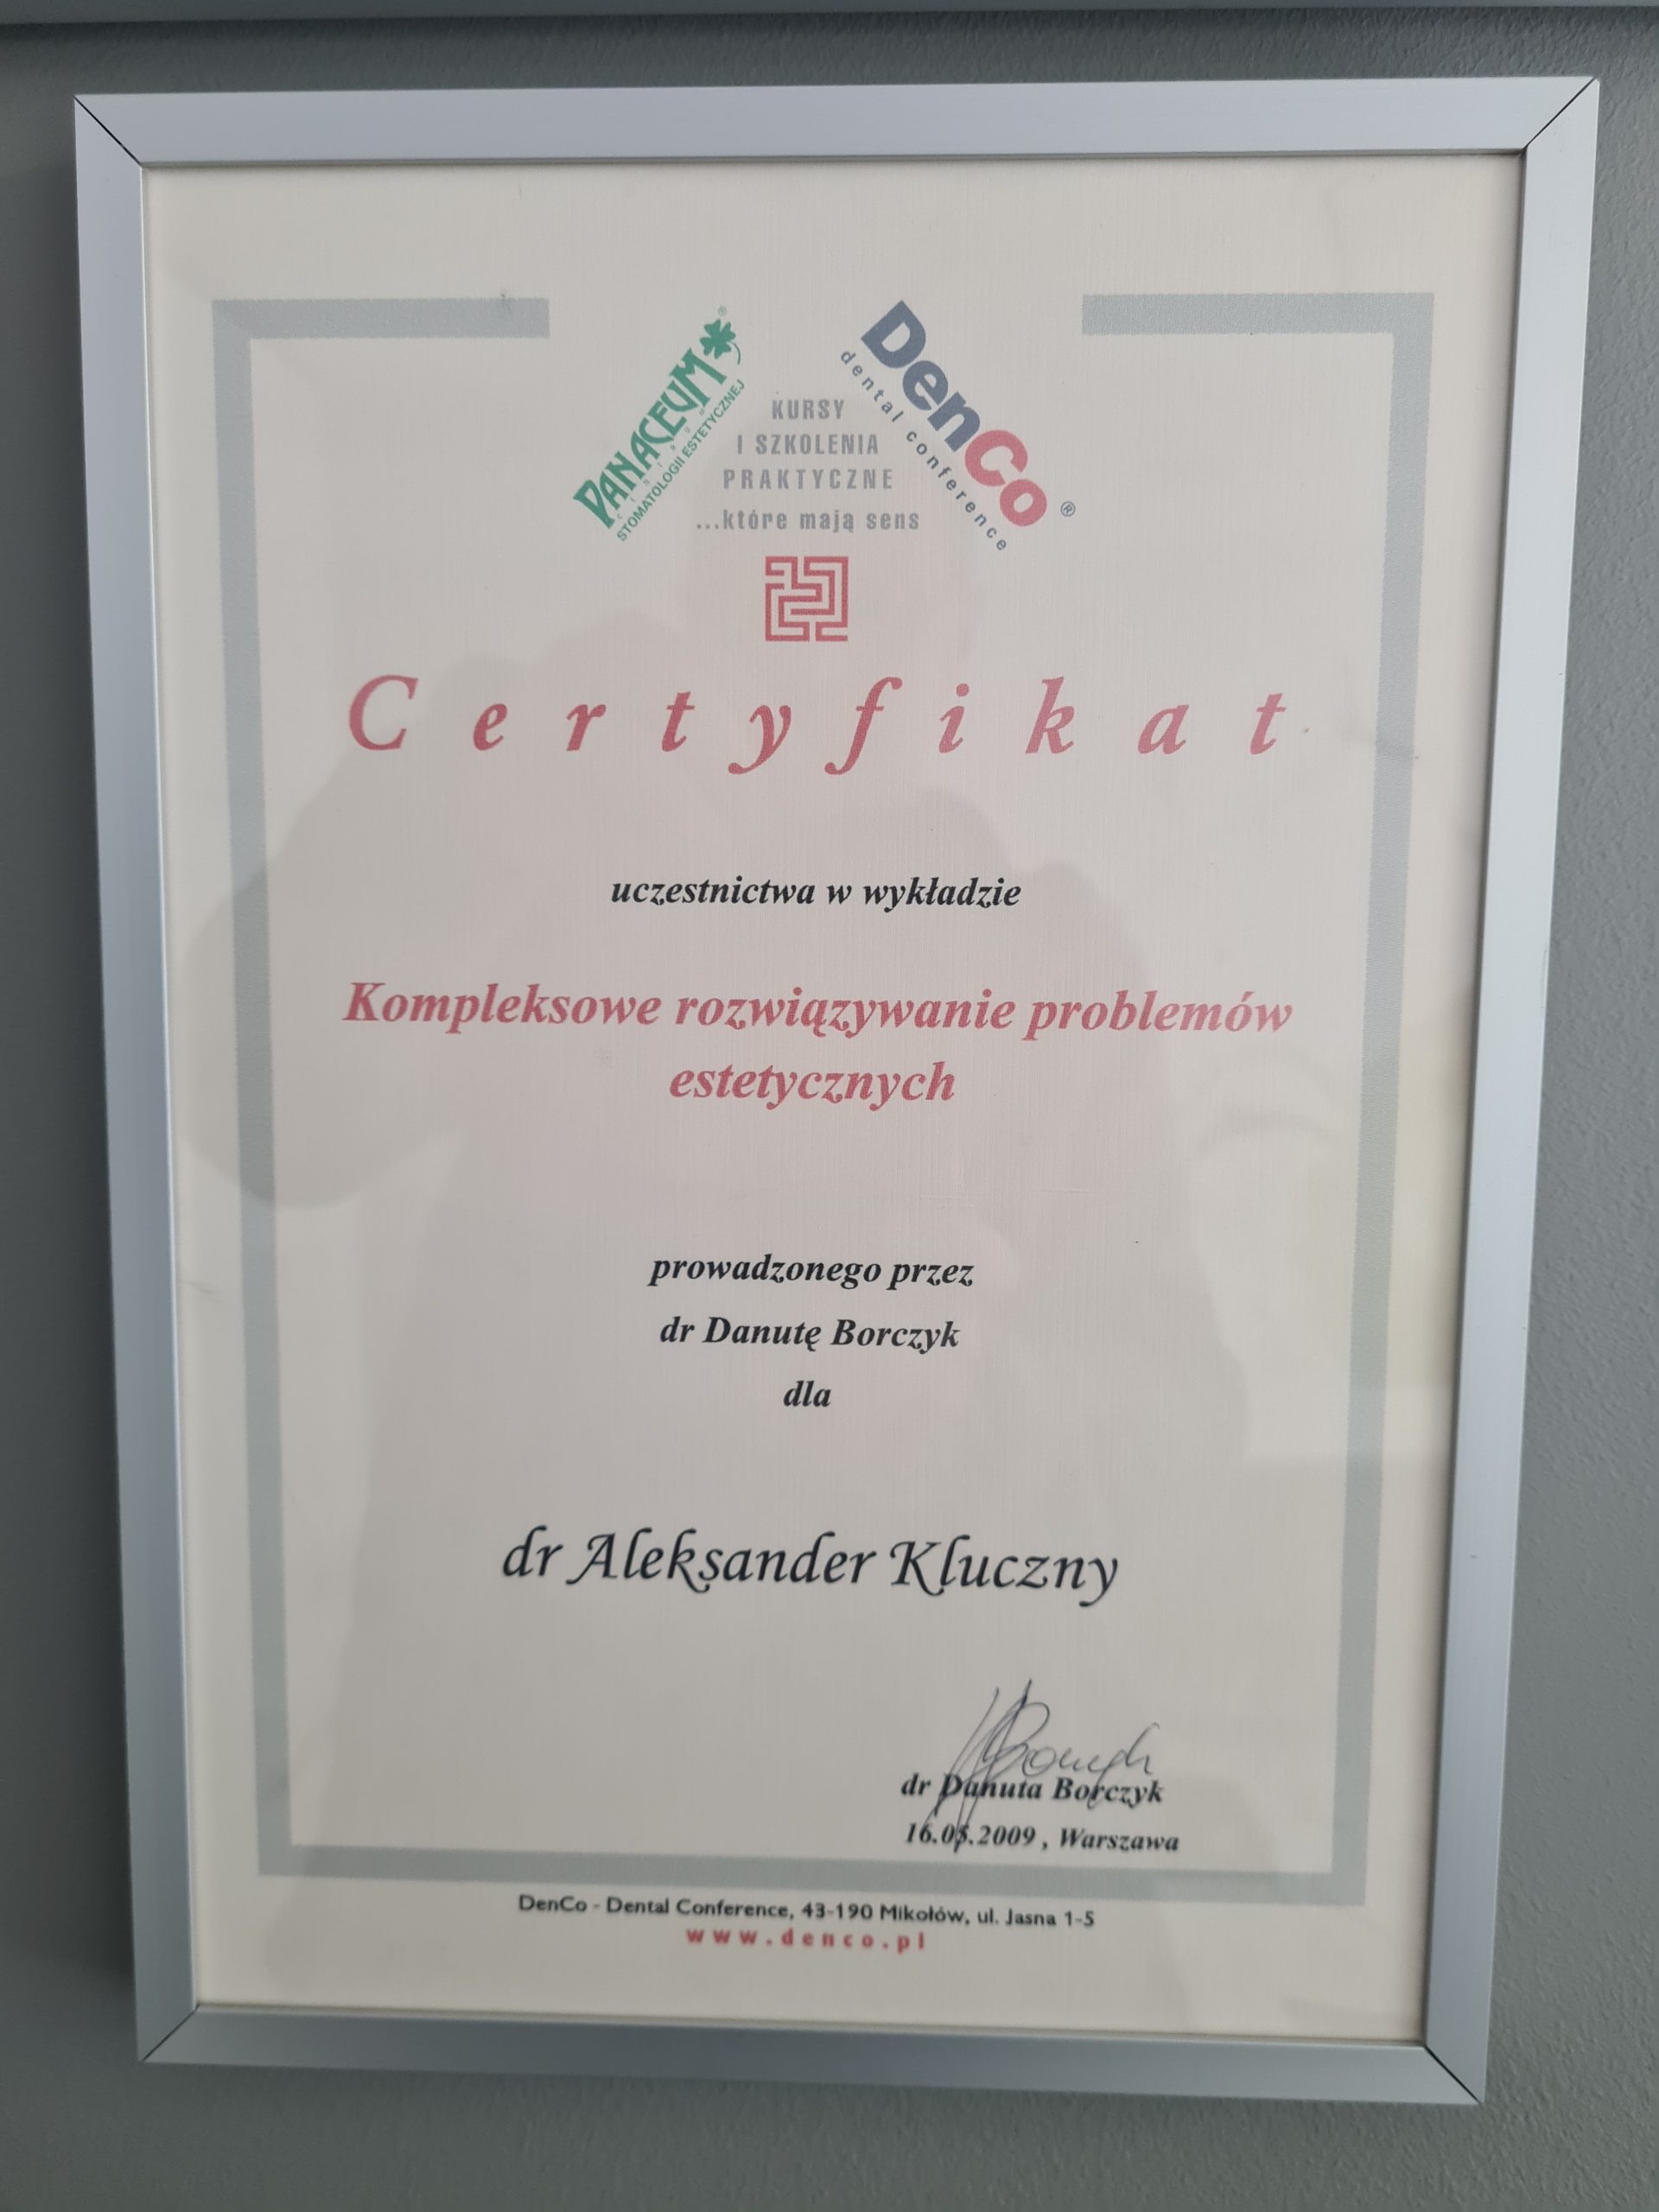 PANACEUM
STOMATOLOGII ESTETYCZNEJ
DenCo ®
dental conference
KURSY
I SZKOLENIA
PRAKTYCZNE
...które mają sens
Certyfikat
uczestnictwa w wykładzie
Kompleksowe rozwiązywanie problemów
estetycznych
prowadzonego przez
dr Danutę Borczyk
dla
dr Aleksander Kluczny
dr Danuta Borczyk
16.05.2009 , Warszawa
DenCo - Dental Conference, 43-190 Mikołów, ul. Jasna 1-5
www.denco.pl